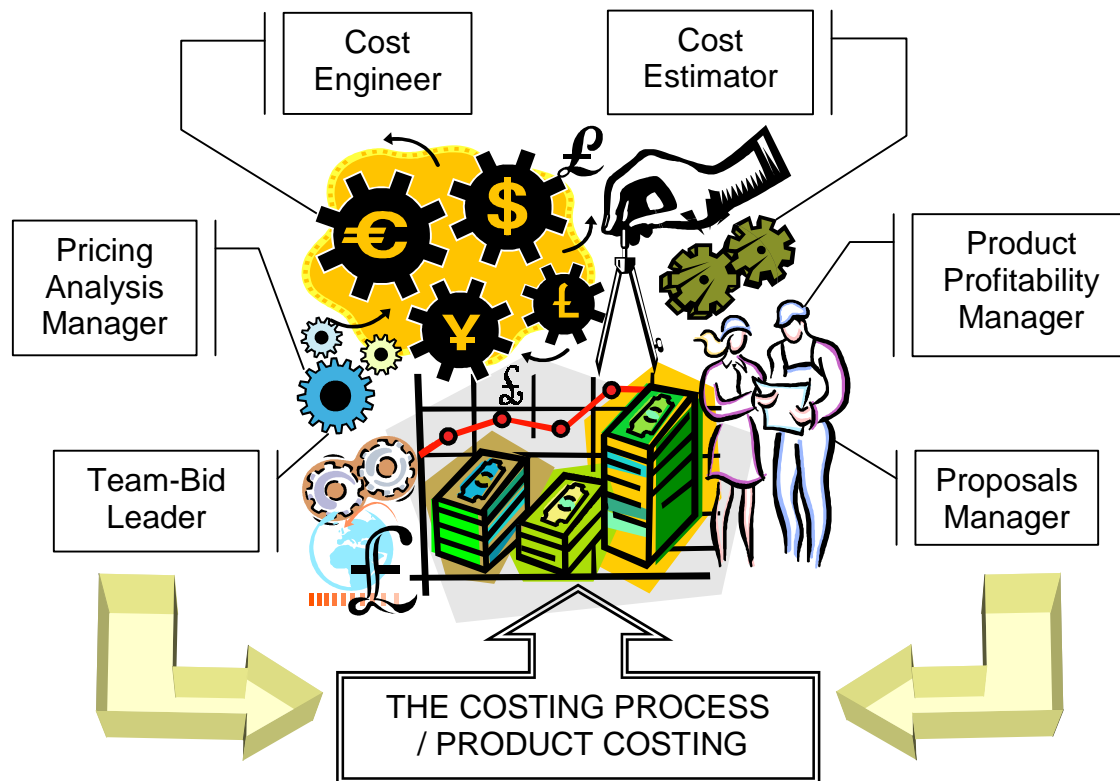 Cost
Engineer
Cost
Estimator
£
$
€
Pricing
Analysis
Manager
Product
Profitability
Manager
£
¥
£
Team-Bid
Leader
Proposals
Manager
£
THE COSTING PROCESS
/ PRODUCT COSTING